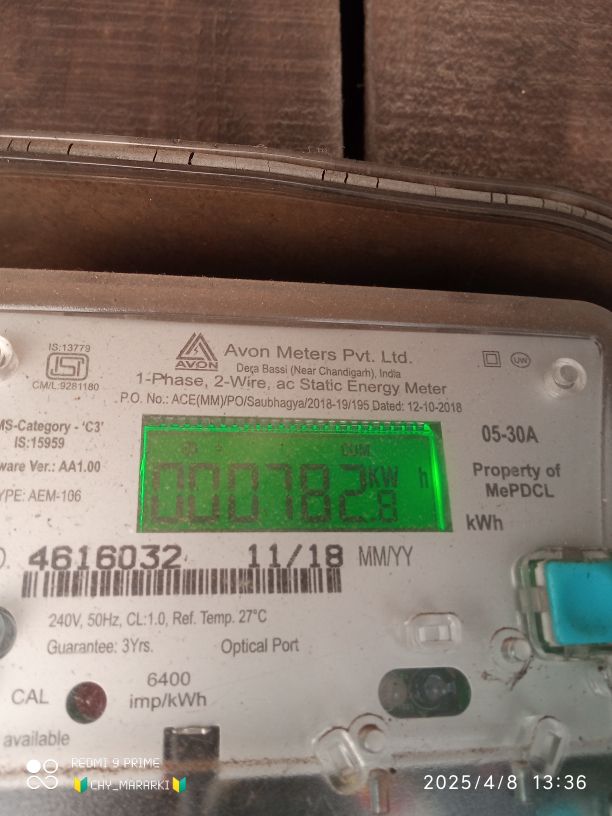 IS:13779
ISI
CM/L:9281180
AVON
Avon Meters Pvt. Ltd.
Dera Bassi (Near Chandigarh), India
1-Phase, 2-Wire, ac Static Energy Meter
P.O. No.: ACE(MM)/PO/Saubhagya/2018-19/195 Dated: 12-10-2018
UW
MS-Category - 'C3'
IS:15959
ware Ver.: AA1.00
YPE: AEM-106
CUM
000782.8 KW h
05-30A
Property of
MePDCL
kWh
O. 4616032 11/18 MM/YY
240V, 50Hz, CL:1.0, Ref. Temp. 27°C
Guarantee: 3Yrs. Optical Port
CAL
6400
imp/kWh
available
REDMI 9 PRIME
🔰CHY_MARARKI🔰
2025/4/8 13:36